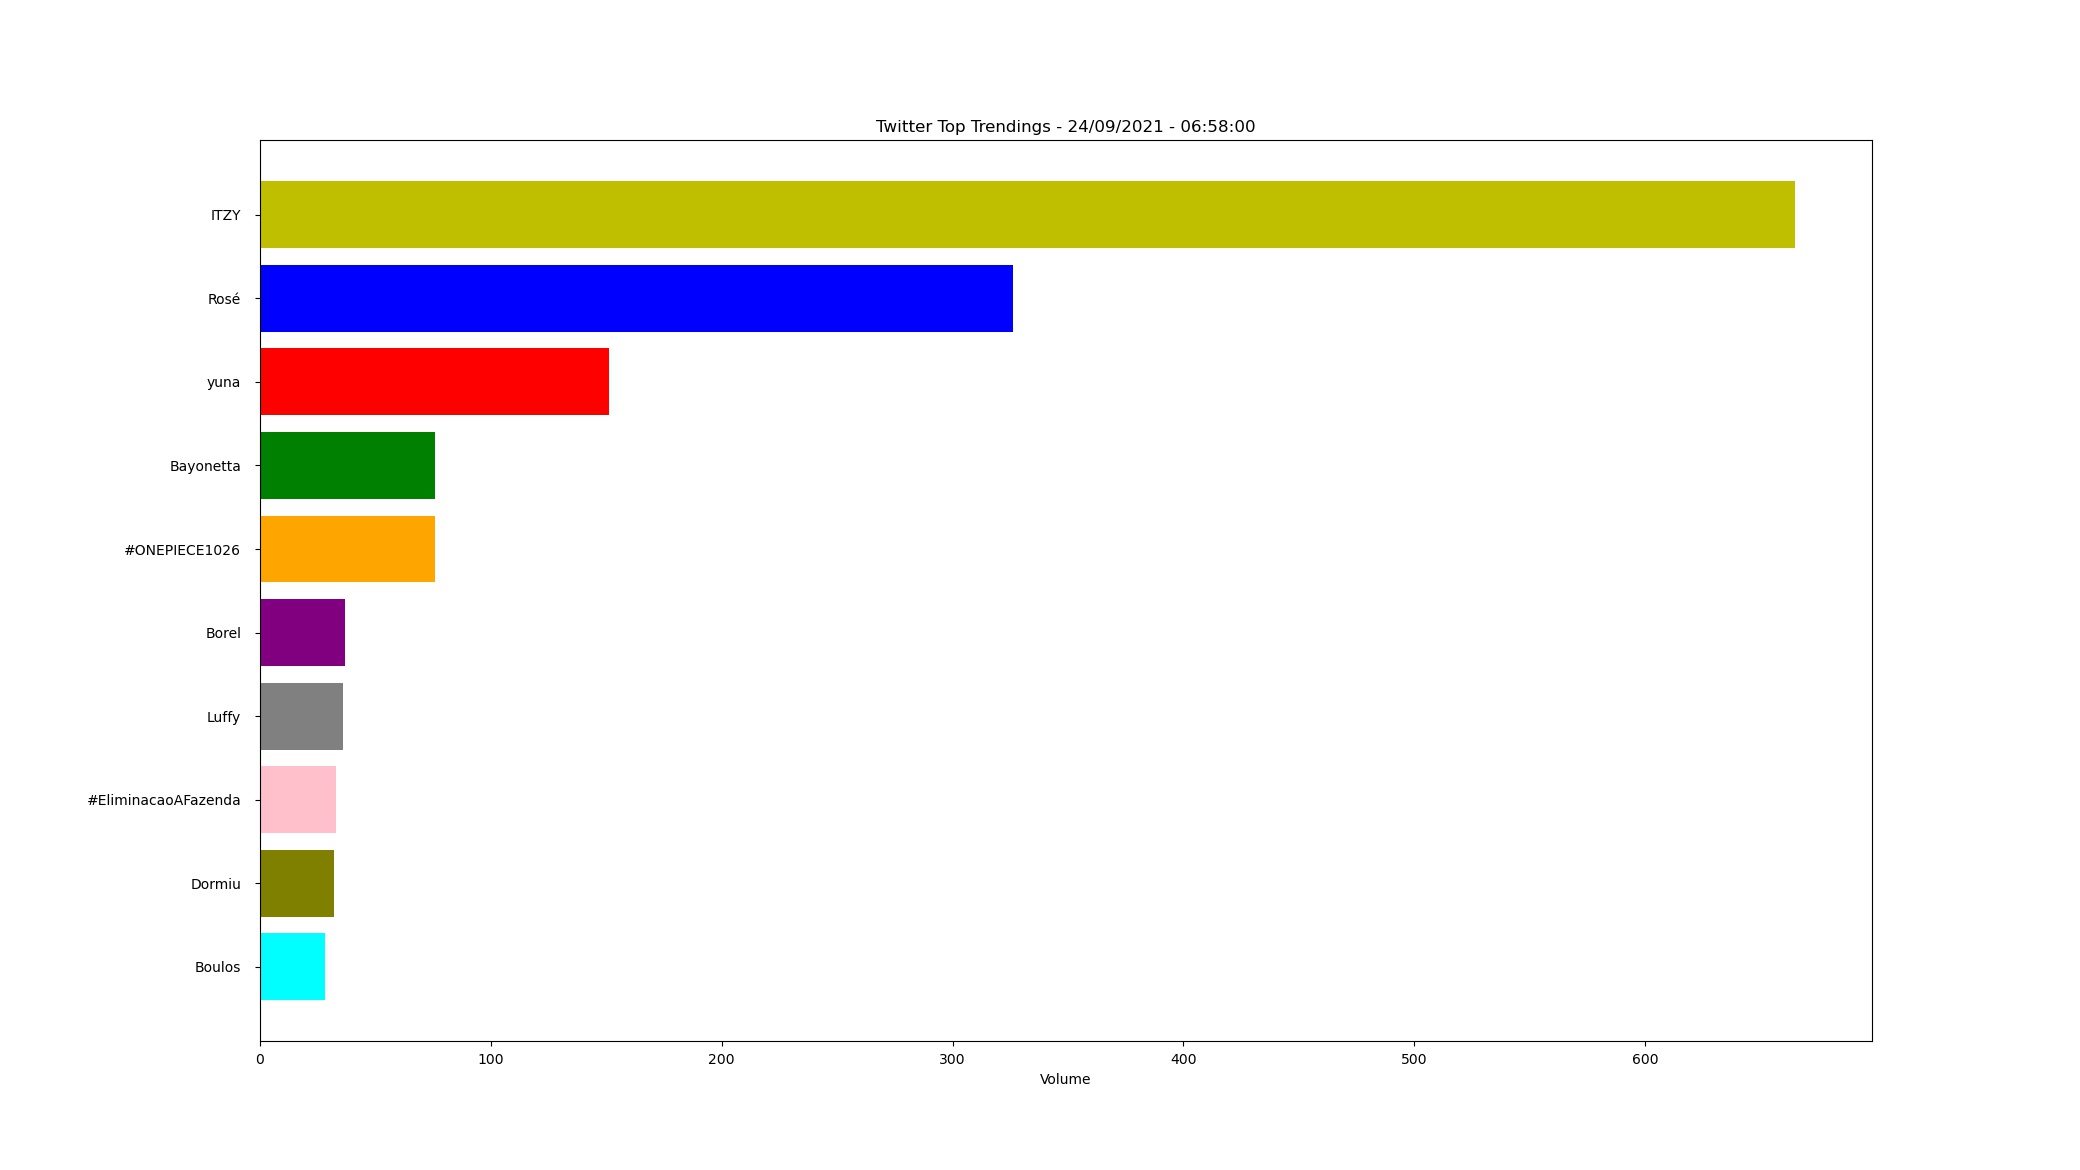 Twitter Top Trendings - 24/09/2021 - 06:58:00
ITZY
Rosé
yuna
Bayonetta
#ONEPIECE1026
Borel
Luffy
#EliminacaoAFazenda
Dormiu
Boulos
0 100 200 300 400 500 600
Volume